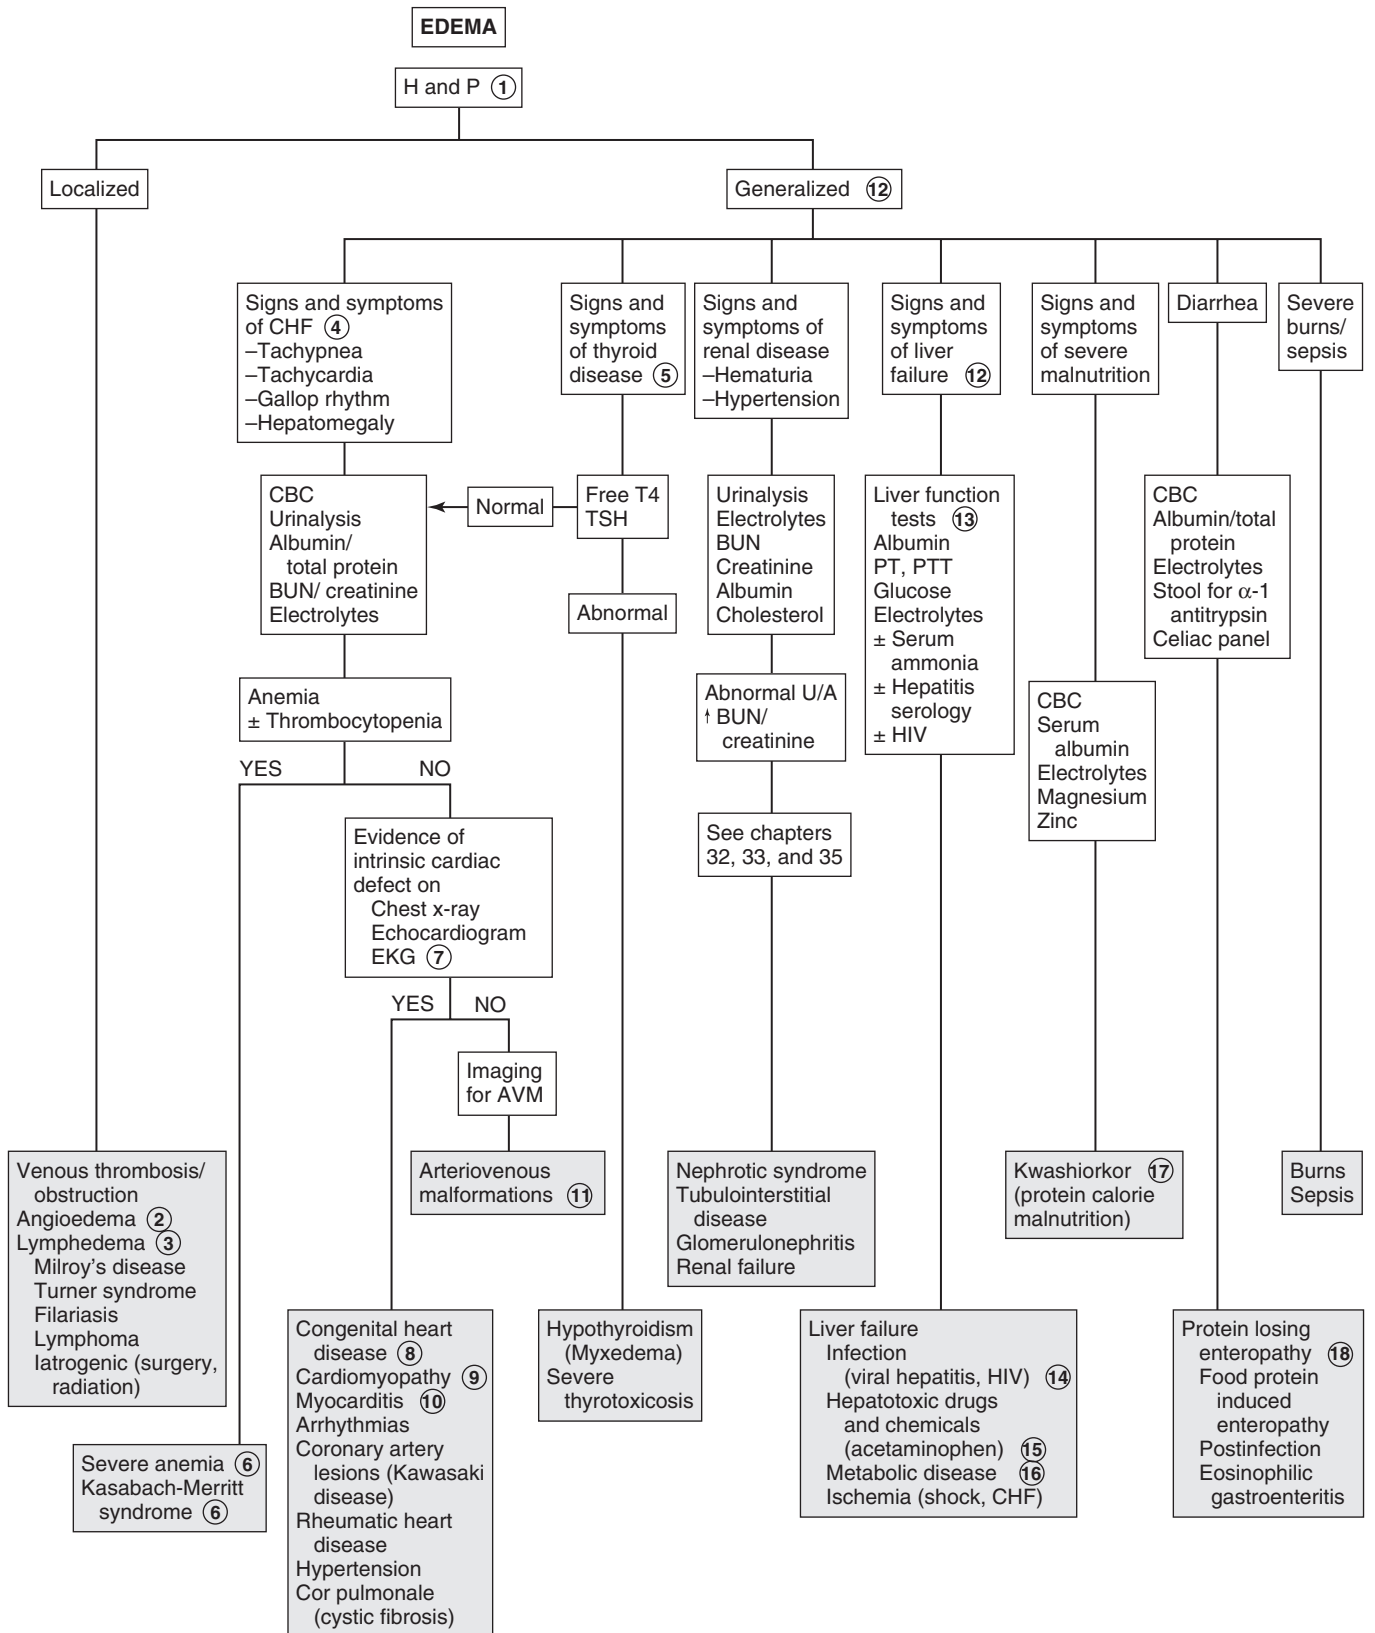 EDEMA
H and P 1
Localized
Generalized 12
Signs and symptoms
of CHF 4
–Tachypnea
–Tachycardia
–Gallop rhythm
–Hepatomegaly
Signs and
symptoms
of thyroid
disease 5
Signs and
symptoms of
renal disease
–Hematuria
–Hypertension
Signs and
symptoms
of liver
failure 12
Signs and
symptoms
of severe
malnutrition
Diarrhea
Severe
burns/
sepsis
CBC
Urinalysis
Albumin/
total protein
BUN/ creatinine
Electrolytes
Normal
Free T4
TSH
Abnormal
Urinalysis
Electrolytes
BUN
Creatinine
Albumin
Cholesterol
Liver function
tests 13
Albumin
PT, PTT
Glucose
Electrolytes
± Serum
ammonia
± Hepatitis
serology
± HIV
CBC
Albumin/total
protein
Electrolytes
Stool for α-1
antitrypsin
Celiac panel
Anemia
± Thrombocytopenia
Abnormal U/A
↑ BUN/
creatinine
CBC
Serum
albumin
Electrolytes
Magnesium
Zinc
YES
NO
Evidence of
intrinsic cardiac
defect on
Chest x-ray
Echocardiogram
EKG 7
See chapters
32, 33, and 35
YES
NO
Imaging
for AVM
Venous thrombosis/
obstruction
Angioedema 2
Lymphedema 3
Milroy's disease
Turner syndrome
Filariasis
Lymphoma
Iatrogenic (surgery,
radiation)
Arteriovenous
malformations 11
Nephrotic syndrome
Tubulointerstitial
disease
Glomerulonephritis
Renal failure
Kwashiorkor 17
(protein calorie
malnutrition)
Burns
Sepsis
Severe anemia 6
Kasabach-Merritt
syndrome 6
Congenital heart
disease 8
Cardiomyopathy 9
Myocarditis 10
Arrhythmias
Coronary artery
lesions (Kawasaki
disease)
Rheumatic heart
disease
Hypertension
Cor pulmonale
(cystic fibrosis)
Hypothyroidism
(Myxedema)
Severe
thyrotoxicosis
Liver failure
Infection
(viral hepatitis, HIV) 14
Hepatotoxic drugs
and chemicals
(acetaminophen) 15
Metabolic disease 16
Ischemia (shock, CHF)
Protein losing
enteropathy 18
Food protein
induced
enteropathy
Postinfection
Eosinophilic
gastroenteritis